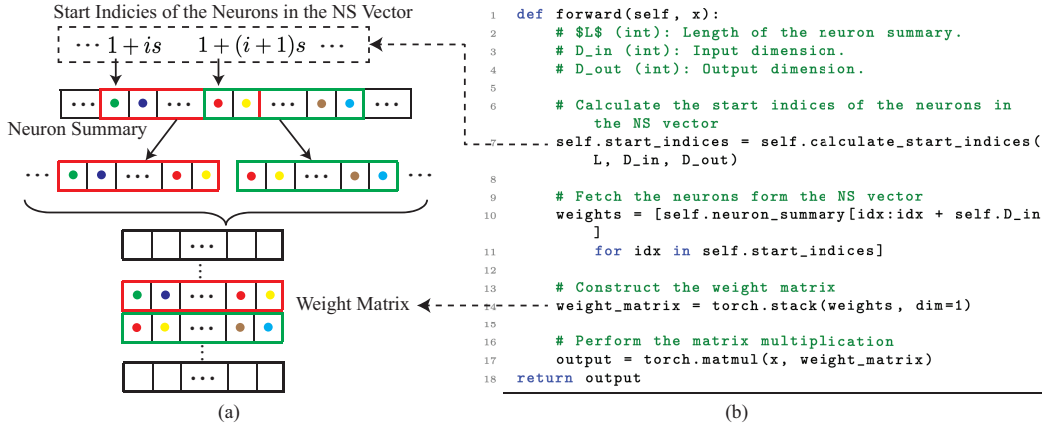 Start Indicies of the Neurons in the NS Vector
··· 1 + is 1 + (i + 1)s ···
··· ··· ··· ···
Neuron Summary
··· ··· ··· ···
···
···
···
Weight Matrix
···
(a)
1 def forward(self, x):
2 # $L$ (int): Length of the neuron summary.
3 # D_in (int): Input dimension.
4 # D_out (int): Output dimension.
5
6 # Calculate the start indices of the neurons in
the NS vector
7 self.start_indices = self.calculate_start_indices(
L, D_in, D_out)
8
9 # Fetch the neurons form the NS vector
10 weights = [self.neuron_summary[idx:idx + self.D_in
]
11 for idx in self.start_indices]
12
13 # Construct the weight matrix
14 weight_matrix = torch.stack(weights, dim=1)
15
16 # Perform the matrix multiplication
17 output = torch.matmul(x, weight_matrix)
18 return output
(b)